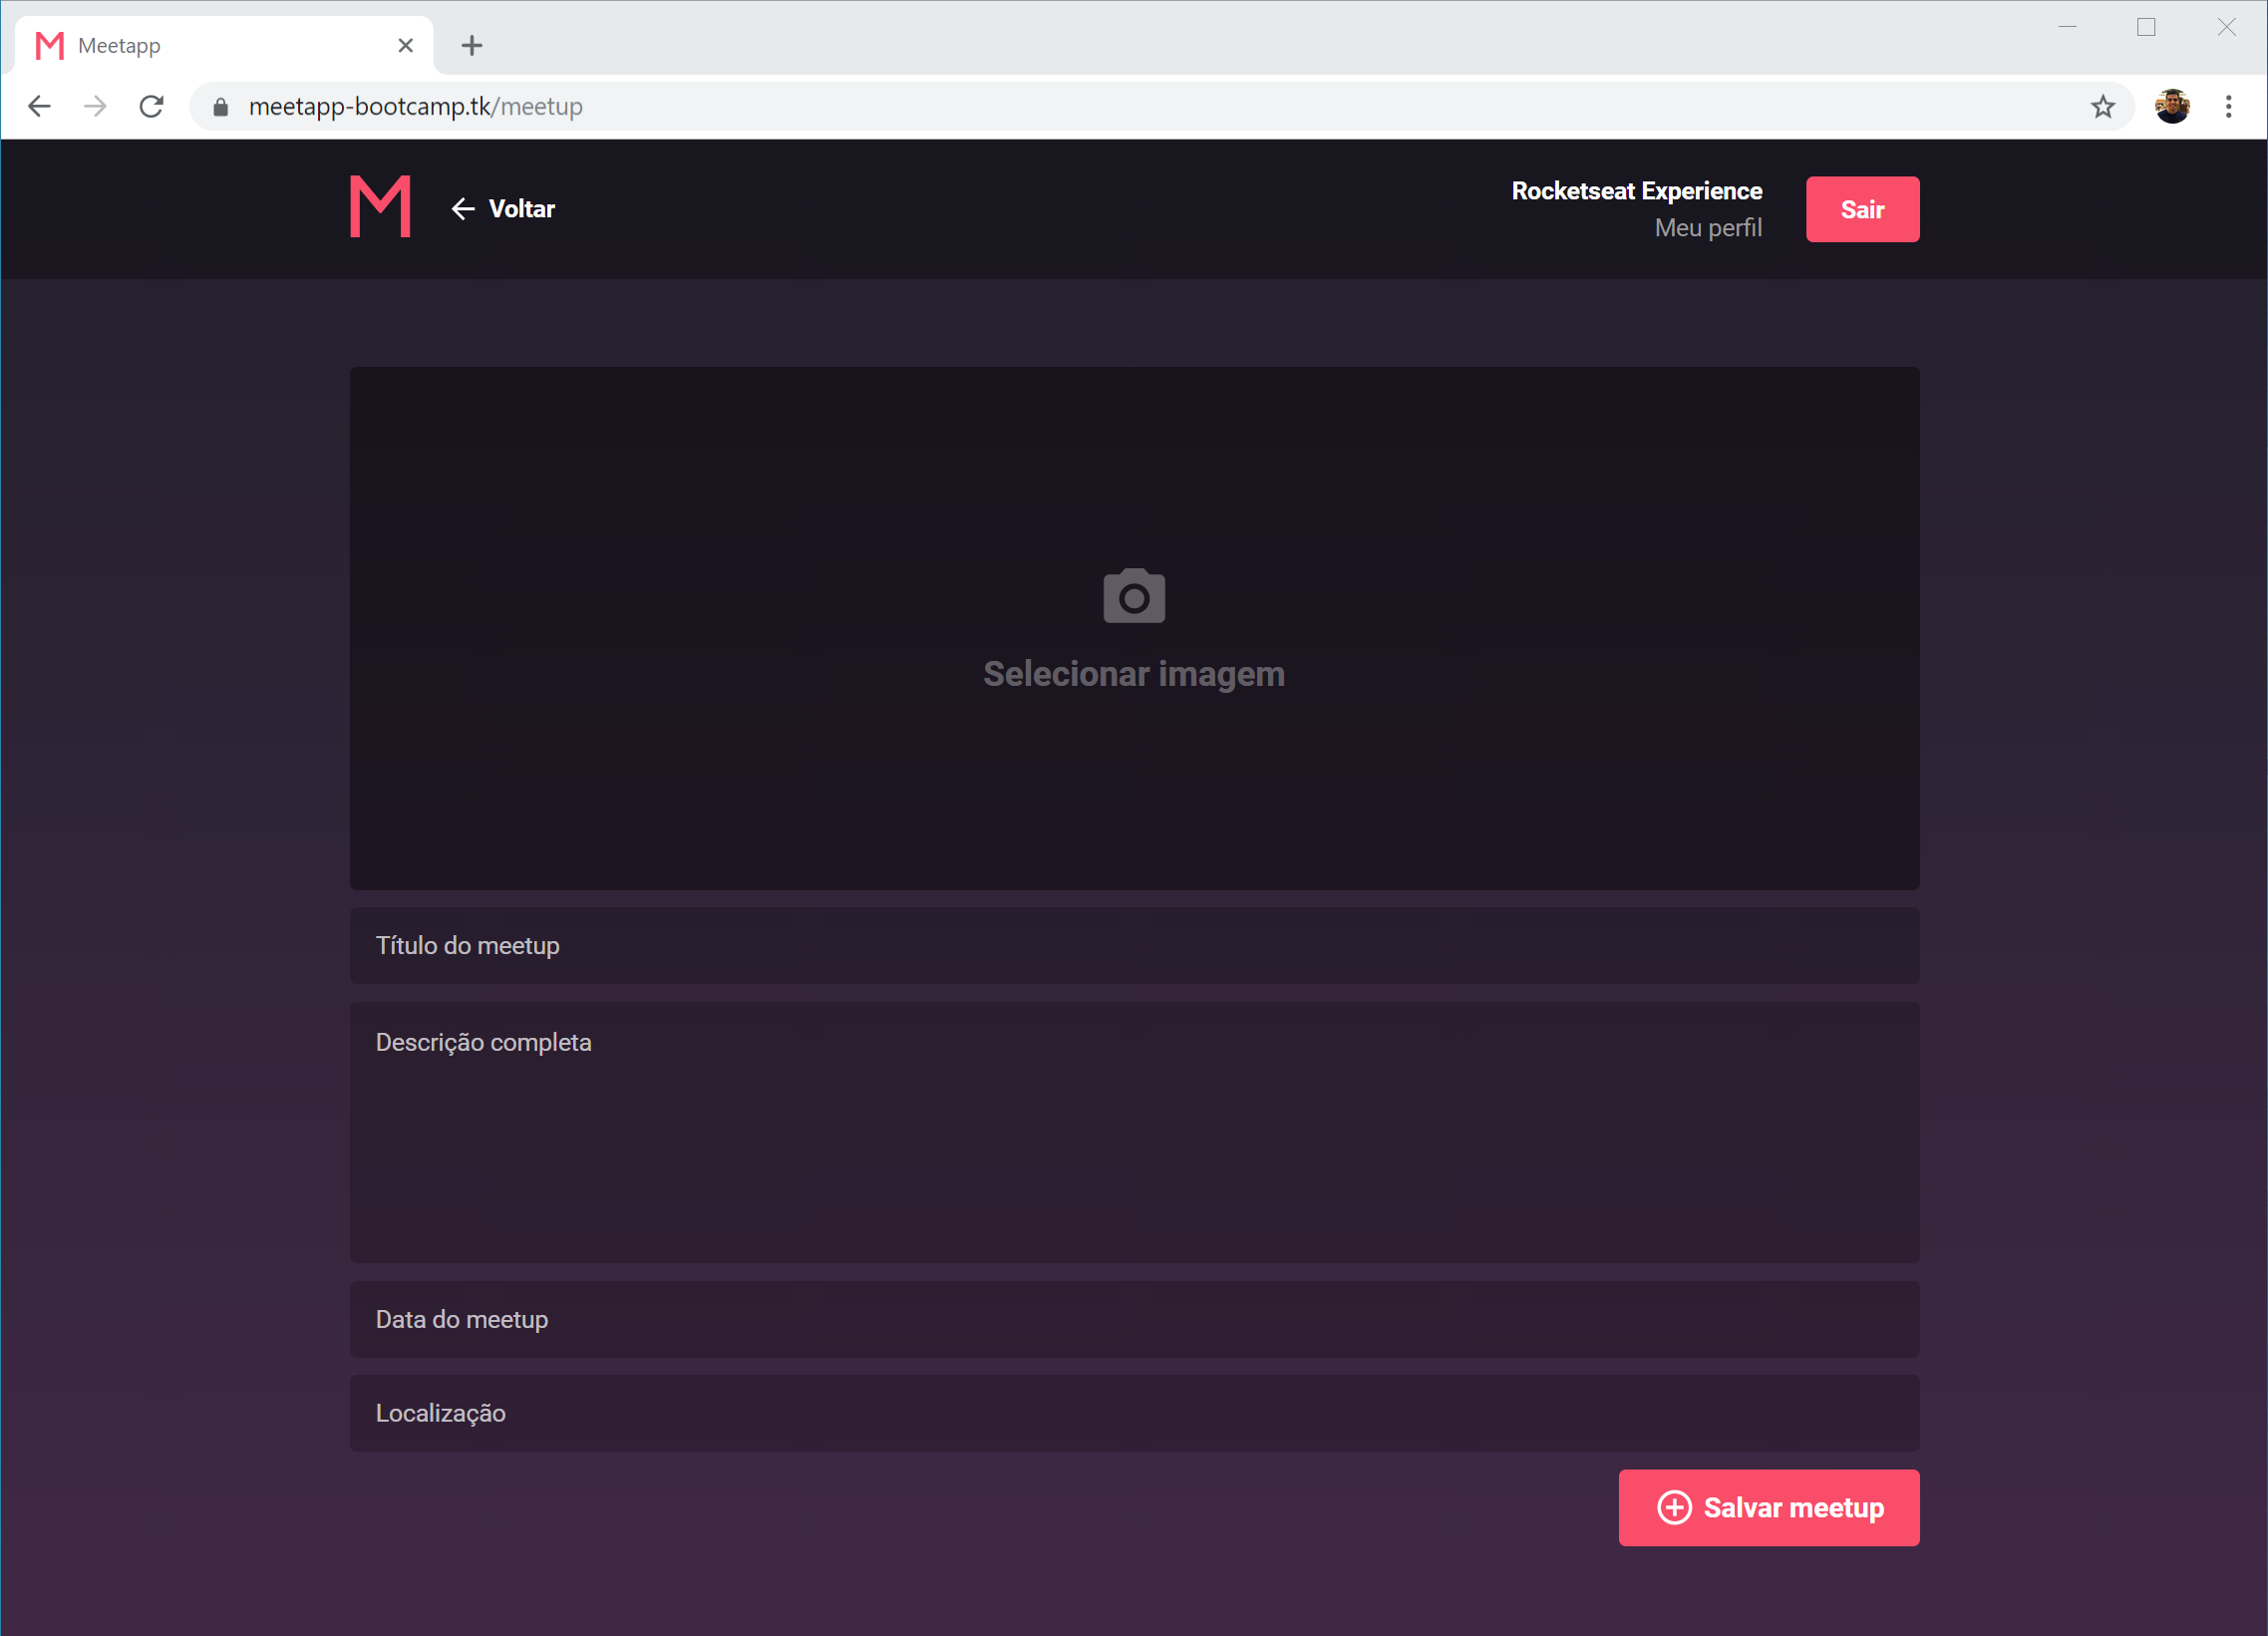 Meetapp
meetapp-bootcamp.tk/meetup
M
Voltar
Rocketseat Experience
Meu perfil
Sair
Selecionar imagem
Título do meetup
Descrição completa
Data do meetup
Localização
Salvar meetup